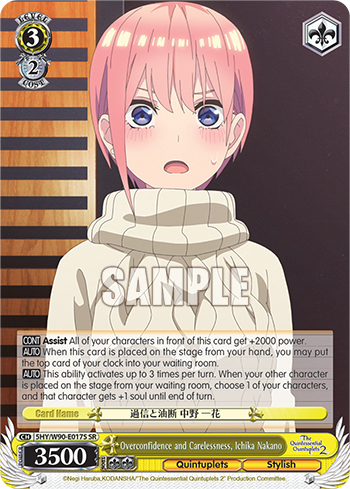 LEVEL
3
2
COST
SAMPLE
CONT Assist All of your characters in front of this card get +2000 power.
AUTO When this card is placed on the stage from your hand, you may put
the top card of your clock into your waiting room.
AUTO This ability activates up to 3 times per turn. When your other character
is placed on the stage from your waiting room, choose 1 of your characters,
and that character gets +1 soul until end of turn.
Card Name 過信と油断 中野 一花
CH 5HY/W90-E017S SR
3500
POWER
Overconfidence and Carelessness, Ichika Nakano
Quintuplets Stylish
The Quintessential Quintuplets 2
©Negi Haruba,KODANSHA/"The Quintessential Quintuplets 2" Production Committee.